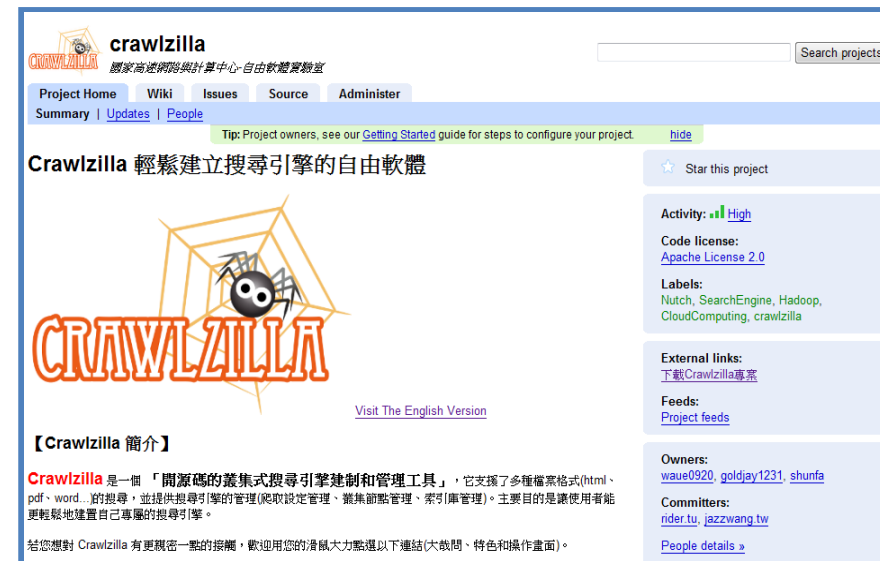 crawlzilla
國家高速網路與計算中心-自由軟體實驗室
Search projects
CRAWLZILLA
Project Home Wiki Issues Source Administer
Summary | Updates | People
Tip: Project owners, see our Getting Started guide for steps to configure your project. hide
Crawlzilla 輕鬆建立搜尋引擎的自由軟體
CRAWLZILLA
Visit The English Version
【Crawlzilla 簡介】
Crawlzilla 是一個 「開源碼的叢集式搜尋引擎建制和管理工具」，它支援了多種檔案格式(html、
pdf、word...)的搜尋，並提供搜尋引擎的管理(爬取設定管理、叢集節點管理、索引庫管理)。主要目的是讓使用者能
更輕鬆地建置自己專屬的搜尋引擎。
若您想對 Crawlzilla 有更親密一點的接觸，歡迎用您的滑鼠大力點選以下連結(大哉問、特色和操作畫面)。
Star this project
Activity: High
Code license:
Apache License 2.0
Labels:
Nutch, SearchEngine, Hadoop,
CloudComputing, crawlzilla
External links:
下載Crawlzilla專案
Feeds:
Project feeds
Owners:
waue0920, goldjay1231, shunfa
Committers:
rider.tu, jazzwang.tw
People details »